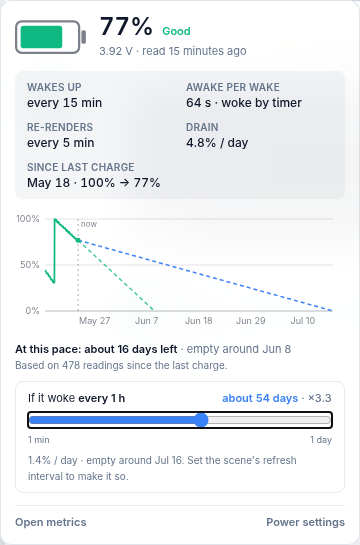 77% Good
3.92 V · read 15 minutes ago
WAKES UP
every 15 min
AWAKE PER WAKE
64 s · woke by timer
RE-RENDERS
every 5 min
DRAIN
4.8% / day
SINCE LAST CHARGE
May 18 · 100% → 77%
100%
now
50%
0%
May 27 Jun 7 Jun 18 Jun 29 Jul 10
At this pace: about 16 days left · empty around Jun 8
Based on 478 readings since the last charge.
If it woke every 1 h about 54 days · ×3.3
1 min 1 day
1.4% / day · empty around Jul 16. Set the scene's refresh
interval to make it so.
Open metrics Power settings